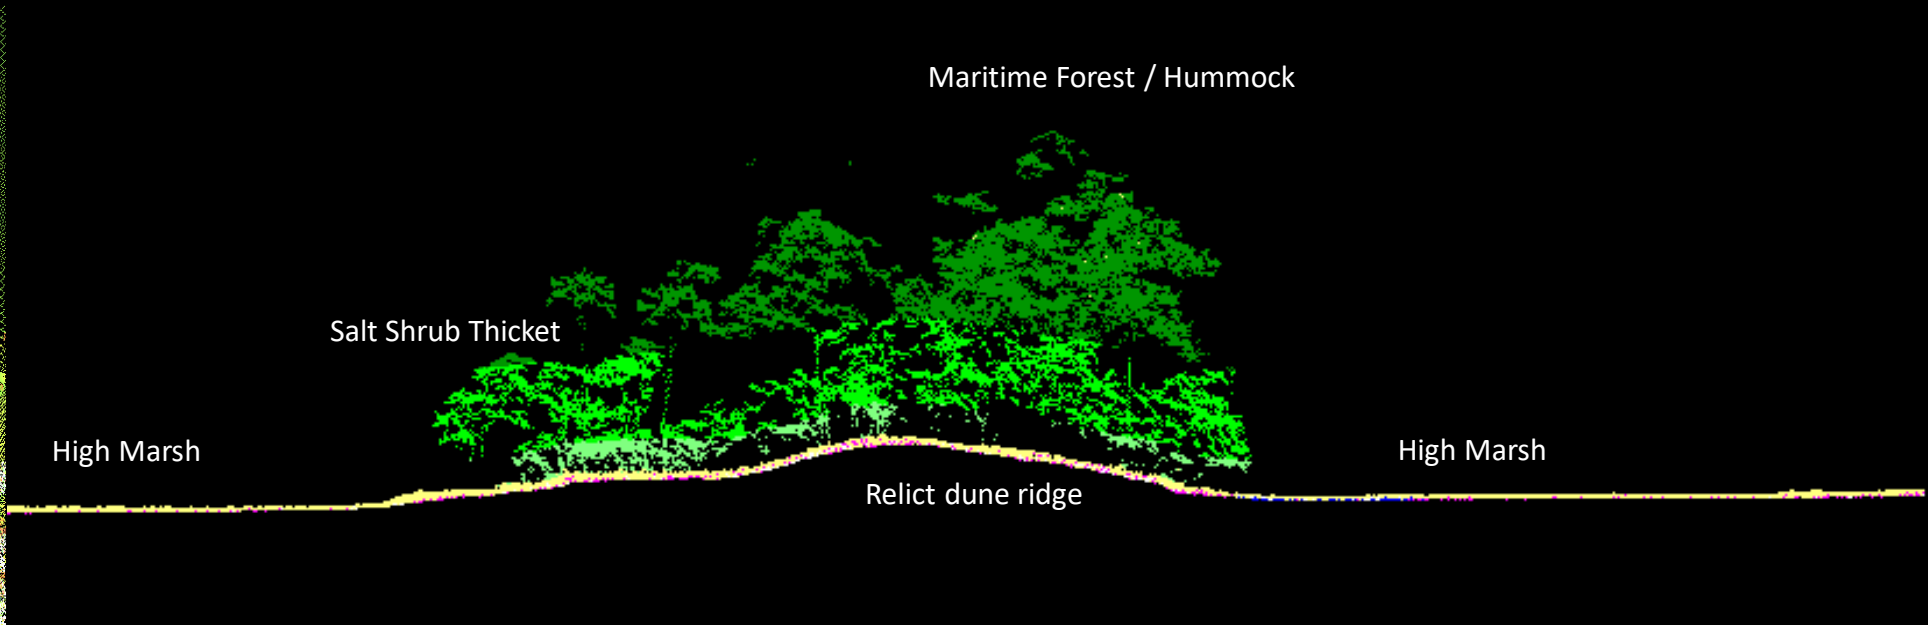 Maritime Forest / Hummock
Salt Shrub Thicket
High Marsh
High Marsh
Relict dune ridge